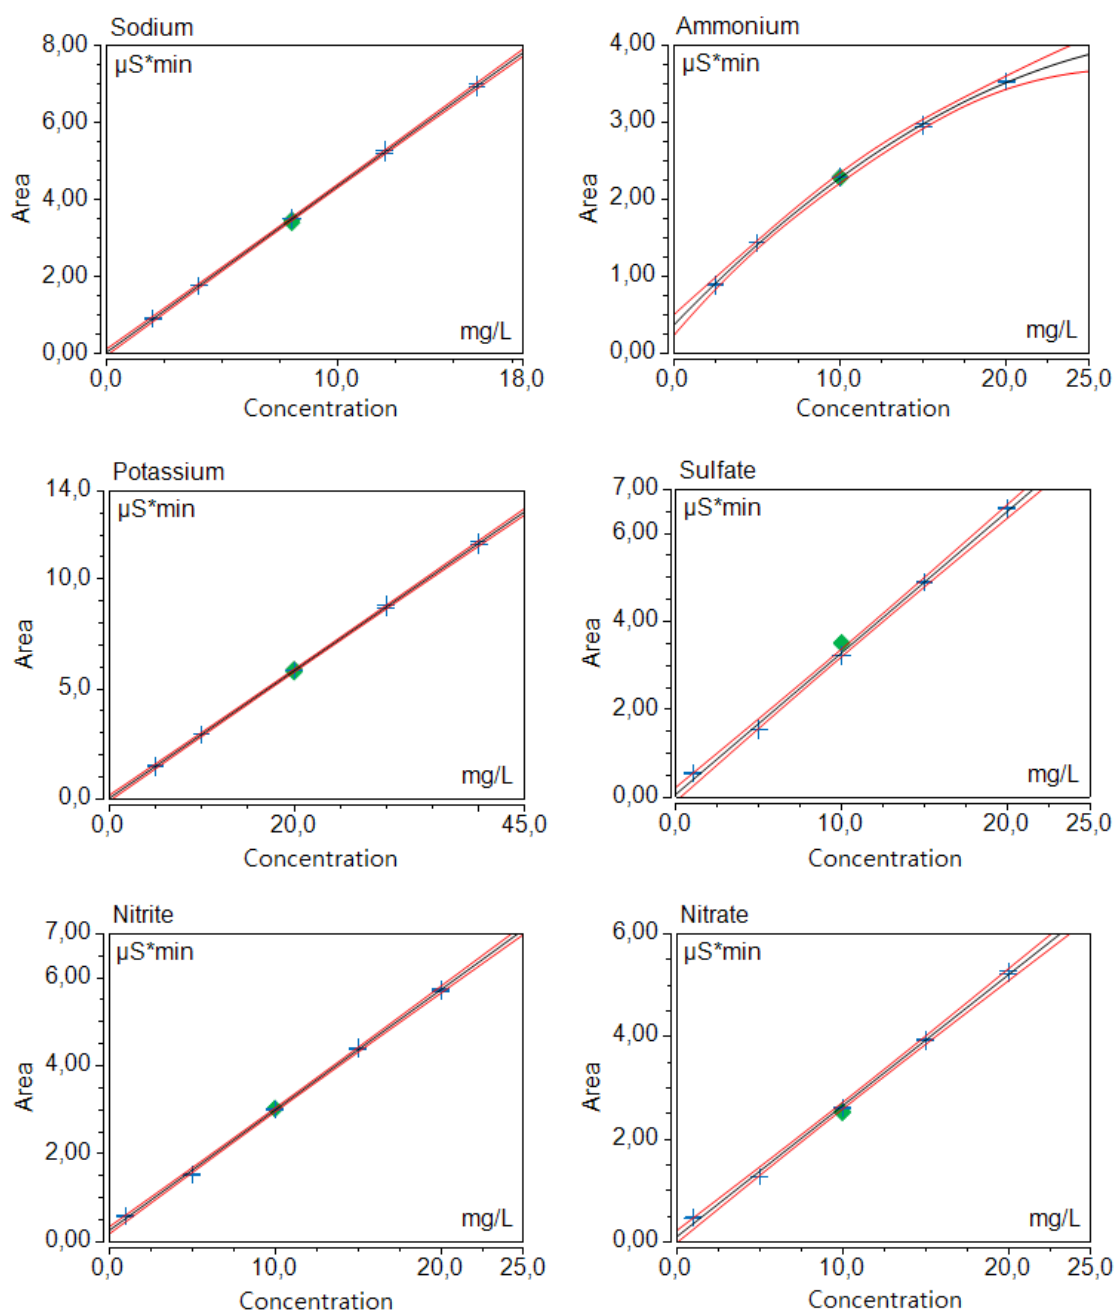 Sodium
8,00
µS*min
6,00
4,00
2,00
0,00
Area
mg/L
0,0
10,0
18,0
Concentration
Ammonium
4,00
µS*min
3,00
2,00
1,00
0,00
Area
mg/L
0,0
5,0
10,0
15,0
20,0
25,0
Concentration
Potassium
14,0
µS*min
10,0
5,0
0,0
Area
mg/L
0,0
20,0
45,0
Concentration
Sulfate
7,00
µS*min
6,00
4,00
2,00
0,00
Area
mg/L
0,0
10,0
20,0
25,0
Concentration
Nitrite
7,00
µS*min
6,00
4,00
2,00
0,00
Area
mg/L
0,0
10,0
20,0
25,0
Concentration
Nitrate
6,00
µS*min
4,00
2,00
0,00
Area
mg/L
0,0
10,0
20,0
25,0
Concentration